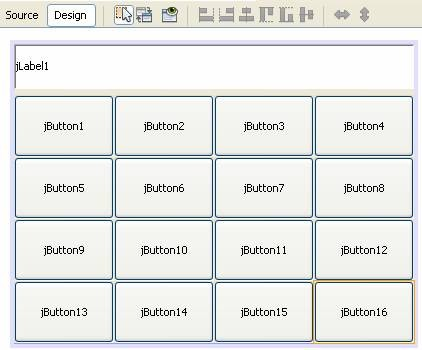 Source Design
jLabel1
jButton1 jButton2 jButton3 jButton4
jButton5 jButton6 jButton7 jButton8
jButton9 jButton10 jButton11 jButton12
jButton13 jButton14 jButton15 jButton16